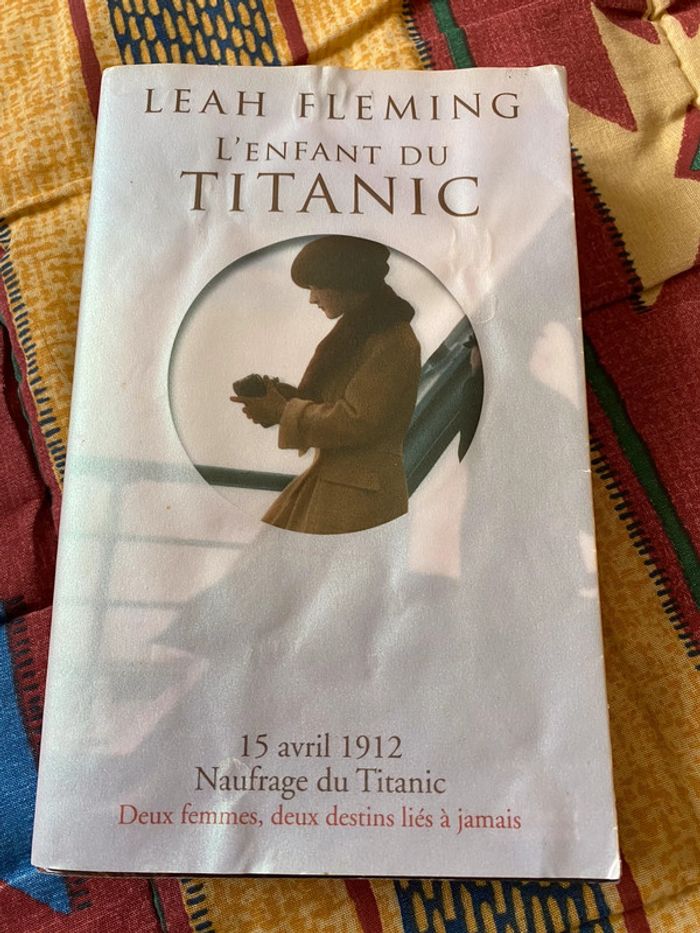 LEAH FLEMING
L'ENFANT DU
TITANIC
15 avril 1912
Naufrage du Titanic
Deux femmes, deux destins liés à jamais